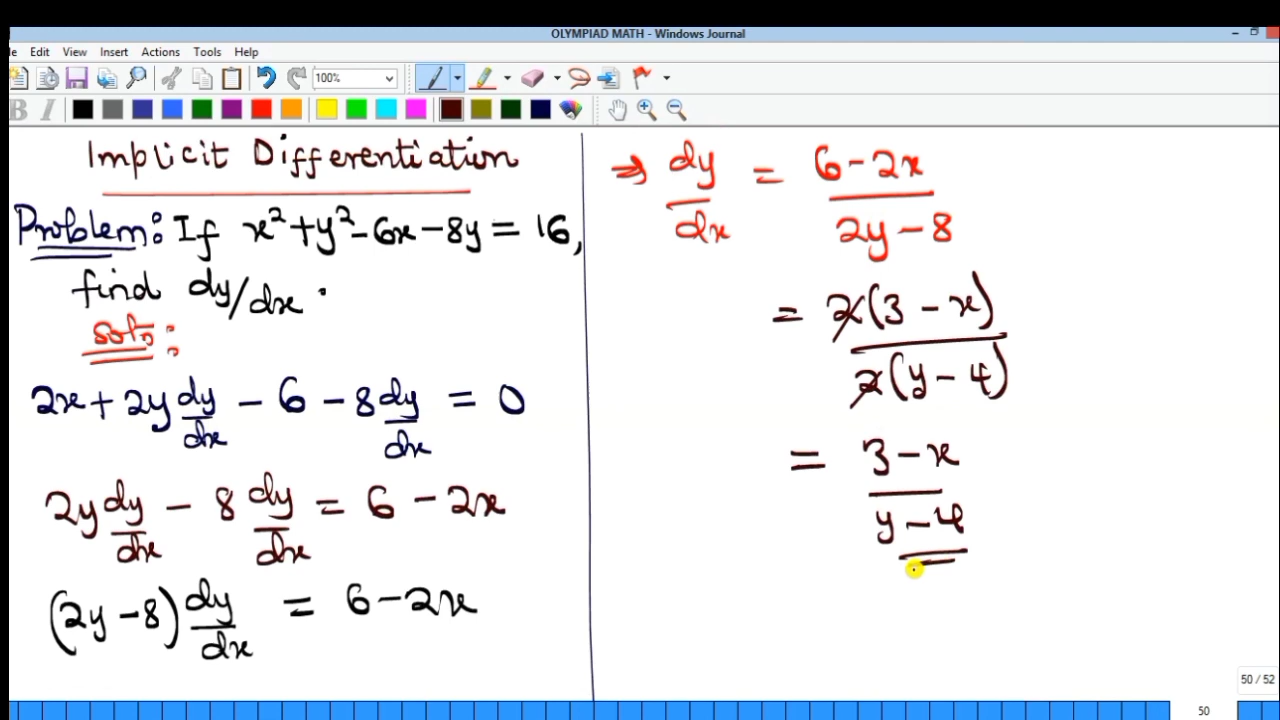 OLYMPIAD MATH - Windows Journal
le Edit View Insert Actions Tools Help
100%
B I
Implicit Differentiation
Problem: If x²+y²-6x-8y=16,
find dy/dx.
soln:
2x+2y dy/dx - 6 - 8 dy/dx = 0
2y dy/dx - 8 dy/dx = 6 - 2x
(2y-8) dy/dx = 6-2x
⇒ dy/dx = 6-2x / 2y-8
= 2(3-x) / 2(y-4)
= 3-x / y-4
50 / 52
50